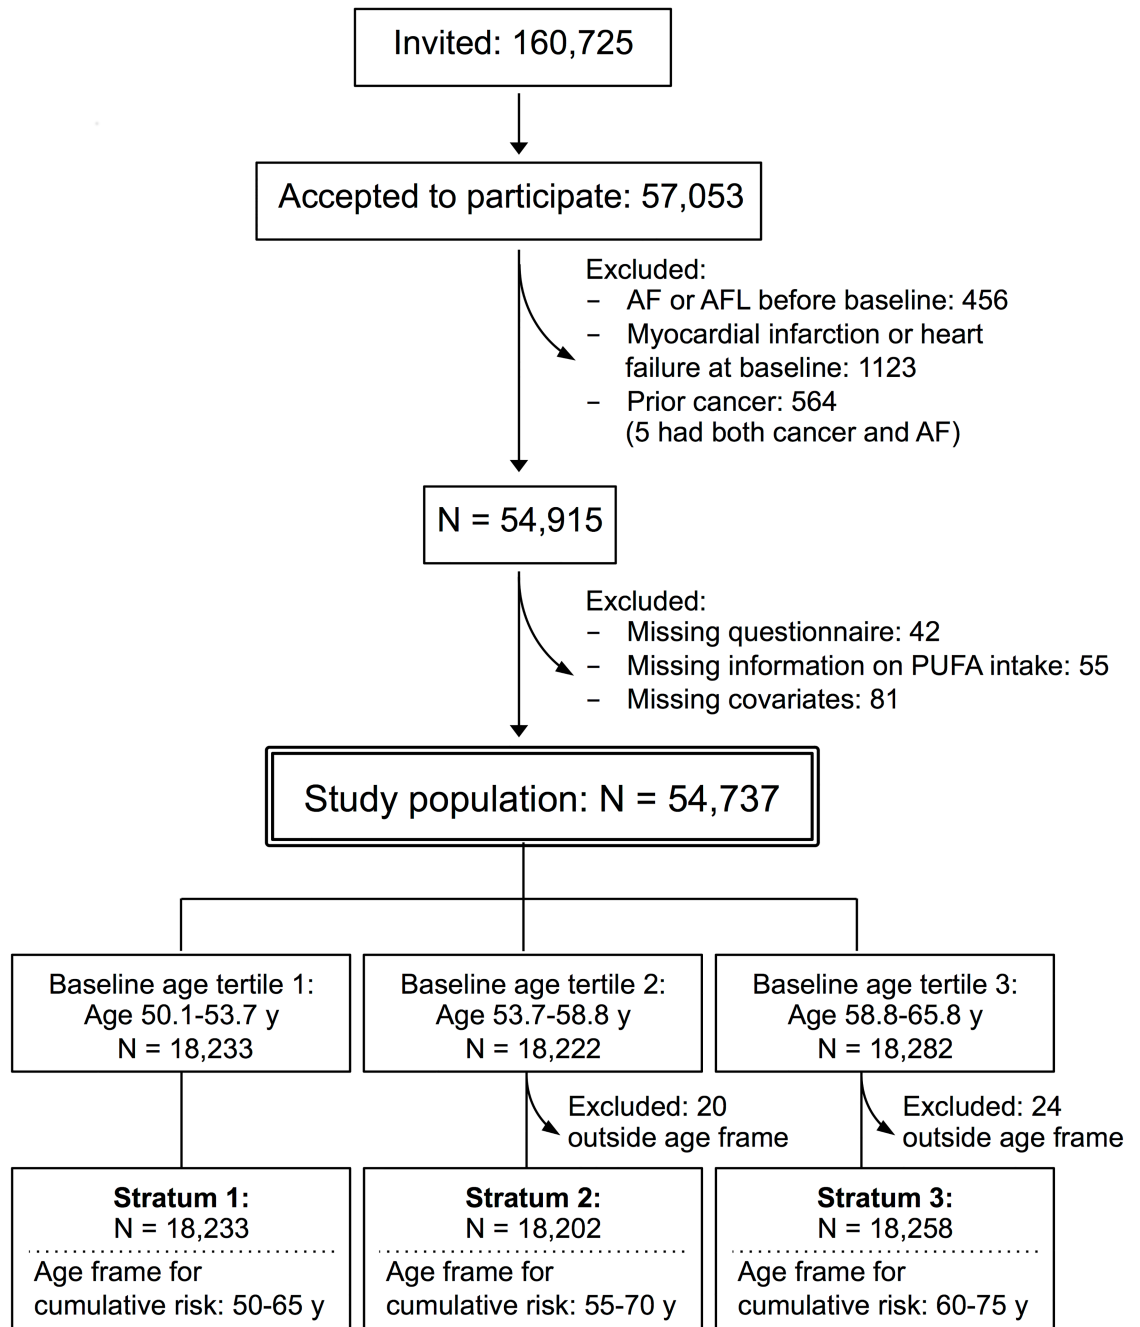 Invited: 160,725
Accepted to participate: 57,053
Excluded:
– AF or AFL before baseline: 456
– Myocardial infarction or heart
failure at baseline: 1123
– Prior cancer: 564
(5 had both cancer and AF)
N = 54,915
Excluded:
– Missing questionnaire: 42
– Missing information on PUFA intake: 55
– Missing covariates: 81
Study population: N = 54,737
Baseline age tertile 1:
Age 50.1-53.7 y
N = 18,233
Baseline age tertile 2:
Age 53.7-58.8 y
N = 18,222
Baseline age tertile 3:
Age 58.8-65.8 y
N = 18,282
Excluded: 20
outside age frame
Excluded: 24
outside age frame
Stratum 1:
N = 18,233
Age frame for
cumulative risk: 50-65 y
Stratum 2:
N = 18,202
Age frame for
cumulative risk: 55-70 y
Stratum 3:
N = 18,258
Age frame for
cumulative risk: 60-75 y